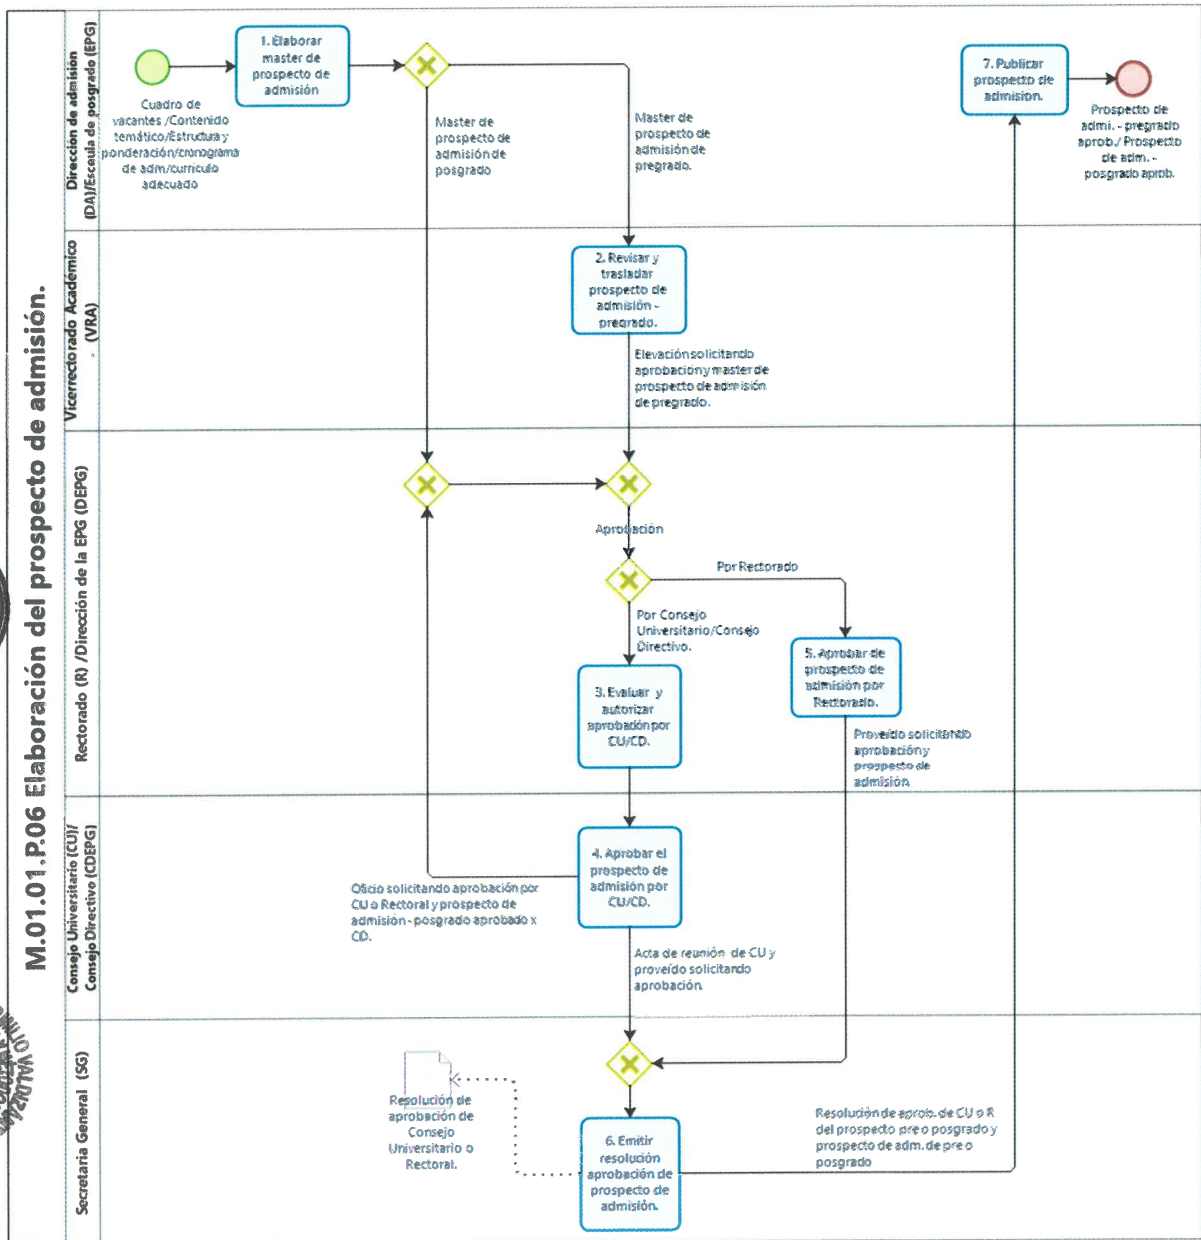 M.01.01.P.06 Elaboración del prospecto de admisión.
Dirección de admisión
(DA)/Escuela de posgrado (EPG)
1. Elaborar
master de
prospecto de
admisión
Cuadro de
vacantes /Contenido
temático/Estructura y
ponderación/cronograma
de adm/curriculo
adecuado
Master de
prospecto de
admisión de
posgrado
Master de
prospecto de
admisión de
pregrado.
7. Publicar
prospecto de
admision.
Prospecto de
admi. - pregrado
aprob./ Prospecto
de adm. -
posgrado aprob.
Vicerrectorado Académico
(VRA)
2. Revisar y
trasladar
prospecto de
admisión -
pregrado.
Elevación solicitando
aprobación y master de
prospecto de admisión
de pregrado.
Rectorado (R) /Dirección de la EPG (DEPG)
Aprobación
Por Rectorado
Por Consejo
Universitario/Consejo
Directivo.
3. Evaluar y
autorizar
aprobación por
CU/CD.
5. Aprobar de
prospecto de
admisión por
Rectorado.
Proveído solicitando
aprobación y
prospecto de
admisión.
Consejo Universitario (CU)/
Consejo Directivo (CDEPG)
4. Aprobar el
prospecto de
admisión por
CU/CD.
Oficio solicitando aprobación por
CU o Rectoral y prospecto de
admisión - posgrado aprobado x
CD.
Acta de reunión de CU y
proveído solicitando
aprobación.
Secretaria General (SG)
Resolución de
aprobación de
Consejo
Universitario o
Rectoral.
6. Emitir
resolución
aprobación de
prospecto de
admisión.
Resolución de aprob. de CU o R
del prospecto pre o posgrado y
prospecto de adm. de pre o
posgrado
VALDIZÁN